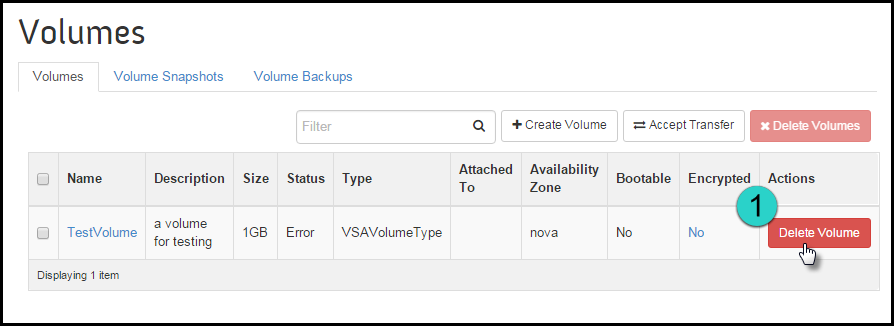 Volumes
Volumes Volume Snapshots Volume Backups
Filter Create Volume Accept Transfer Delete Volumes
Name Description Size Status Type Attached To Availability Zone Bootable Encrypted Actions
1
TestVolume a volume for testing 1GB Error VSAVolumeType nova No No Delete Volume
Displaying 1 item